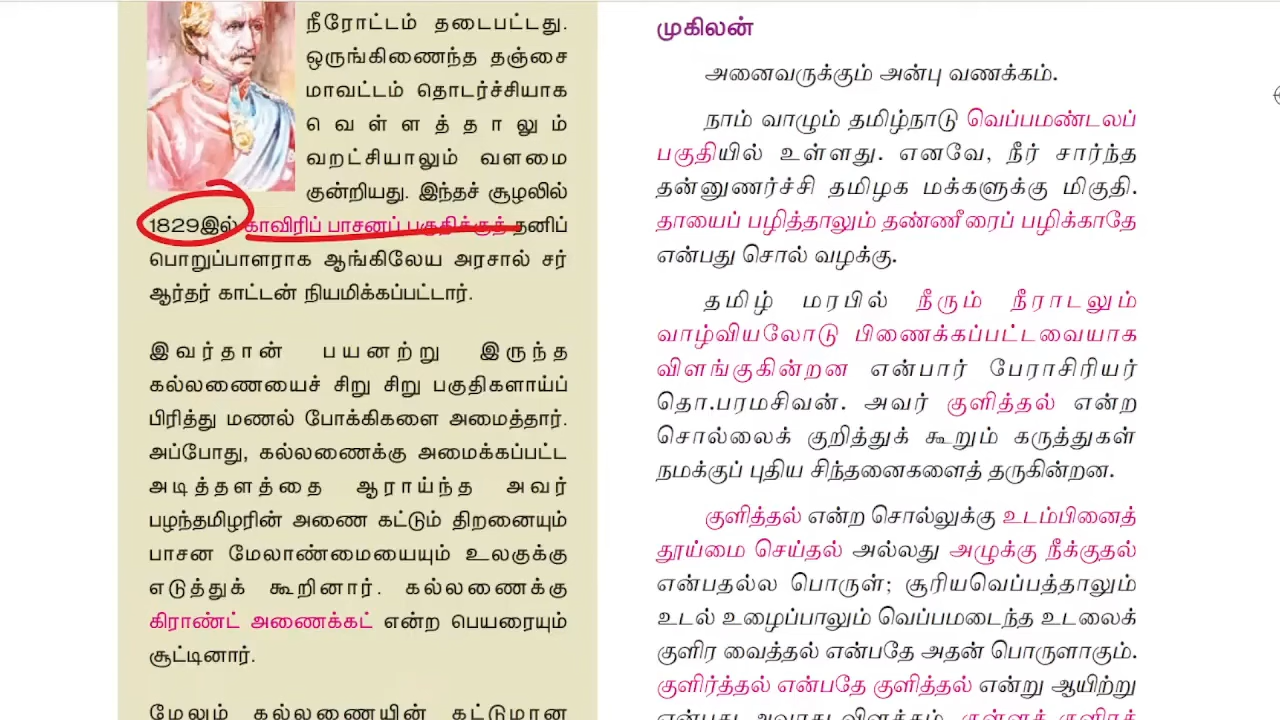 நீரோட்டம் தடைபட்டது.
ஒருங்கிணைந்த தஞ்சை
மாவட்டம் தொடர்ச்சியாக
வெள்ளத்தாலும்
வறட்சியாலும் வளமை
குன்றியது. இந்தச் சூழலில்
1829இல் காவிரிப் பாசனப் பகுதிக்குத் தனிப்
பொறுப்பாளராக ஆங்கிலேய அரசால் சர்
ஆர்தர் காட்டன் நியமிக்கப்பட்டார்.
இவர்தான் பயனற்று இருந்த
கல்லணையைச் சிறு சிறு பகுதிகளாய்ப்
பிரித்து மணல் போக்கிகளை அமைத்தார்.
அப்போது, கல்லணைக்கு அமைக்கப்பட்ட
அடித்தளத்தை ஆராய்ந்த அவர்
பழந்தமிழரின் அணை கட்டும் திறனையும்
பாசன மேலாண்மையையும் உலகுக்கு
எடுத்துக் கூறினார். கல்லணைக்கு
கிராண்ட் அணைக்கட் என்ற பெயரையும்
சூட்டினார்.
மேலும் கல்லணையின் கட்டுமான
முகிலன்
அனைவருக்கும் அன்பு வணக்கம்.
நாம் வாழும் தமிழ்நாடு வெப்பமண்டலப்
பகுதியில் உள்ளது. எனவே, நீர் சார்ந்த
தன்னுணர்ச்சி தமிழக மக்களுக்கு மிகுதி.
தாயைப் பழித்தாலும் தண்ணீரைப் பழிக்காதே
என்பது சொல் வழக்கு.
தமிழ் மரபில் நீரும் நீராடலும்
வாழ்வியலோடு பிணைக்கப்பட்டவையாக
விளங்குகின்றன என்பார் பேராசிரியர்
தொ.பரமசிவன். அவர் குளித்தல் என்ற
சொல்லைக் குறித்துக் கூறும் கருத்துகள்
நமக்குப் புதிய சிந்தனைகளைத் தருகின்றன.
குளித்தல் என்ற சொல்லுக்கு உடம்பினைத்
தூய்மை செய்தல் அல்லது அழுக்கு நீக்குதல்
என்பதல்ல பொருள்; சூரியவெப்பத்தாலும்
உடல் உழைப்பாலும் வெப்பமடைந்த உடலைக்
குளிர வைத்தல் என்பதே அதன் பொருளாகும்.
குளிர்த்தல் என்பதே குளித்தல் என்று ஆயிற்று
என்பது அவரது விளக்கம். குள்ளக் குளிரக்